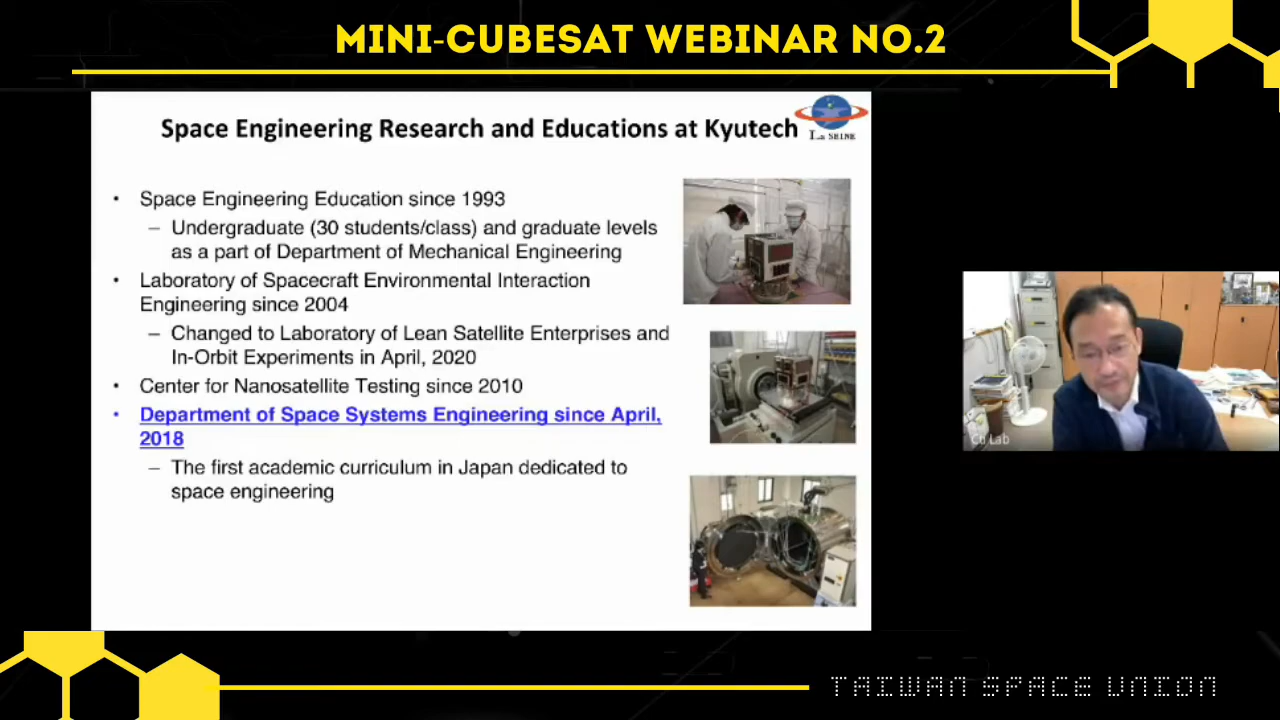 MINI-CUBESAT WEBINAR NO.2
Space Engineering Research and Educations at Kyutech
La SEINE
• Space Engineering Education since 1993
– Undergraduate (30 students/class) and graduate levels
as a part of Department of Mechanical Engineering
• Laboratory of Spacecraft Environmental Interaction
Engineering since 2004
– Changed to Laboratory of Lean Satellite Enterprises and
In-Orbit Experiments in April, 2020
• Center for Nanosatellite Testing since 2010
• Department of Space Systems Engineering since April,
2018
– The first academic curriculum in Japan dedicated to
space engineering
Lab
TAIWAN SPACE UNION